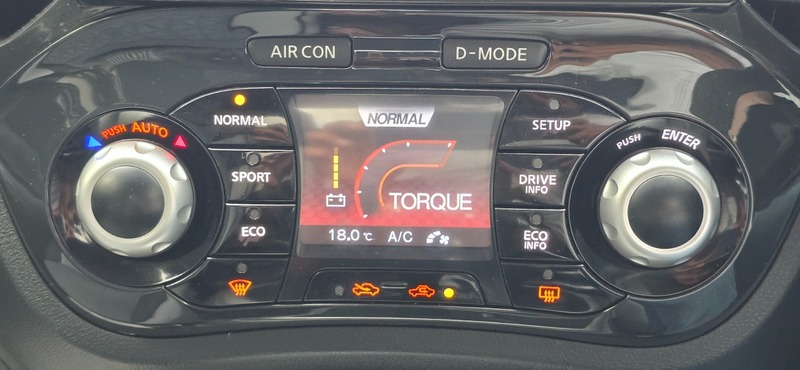 AIR CON
D-MODE
PUSH AUTO
NORMAL
SPORT
ECO
NORMAL
TORQUE
18.0 °C A/C
SETUP
DRIVE
INFO
ECO
INFO
PUSH ENTER